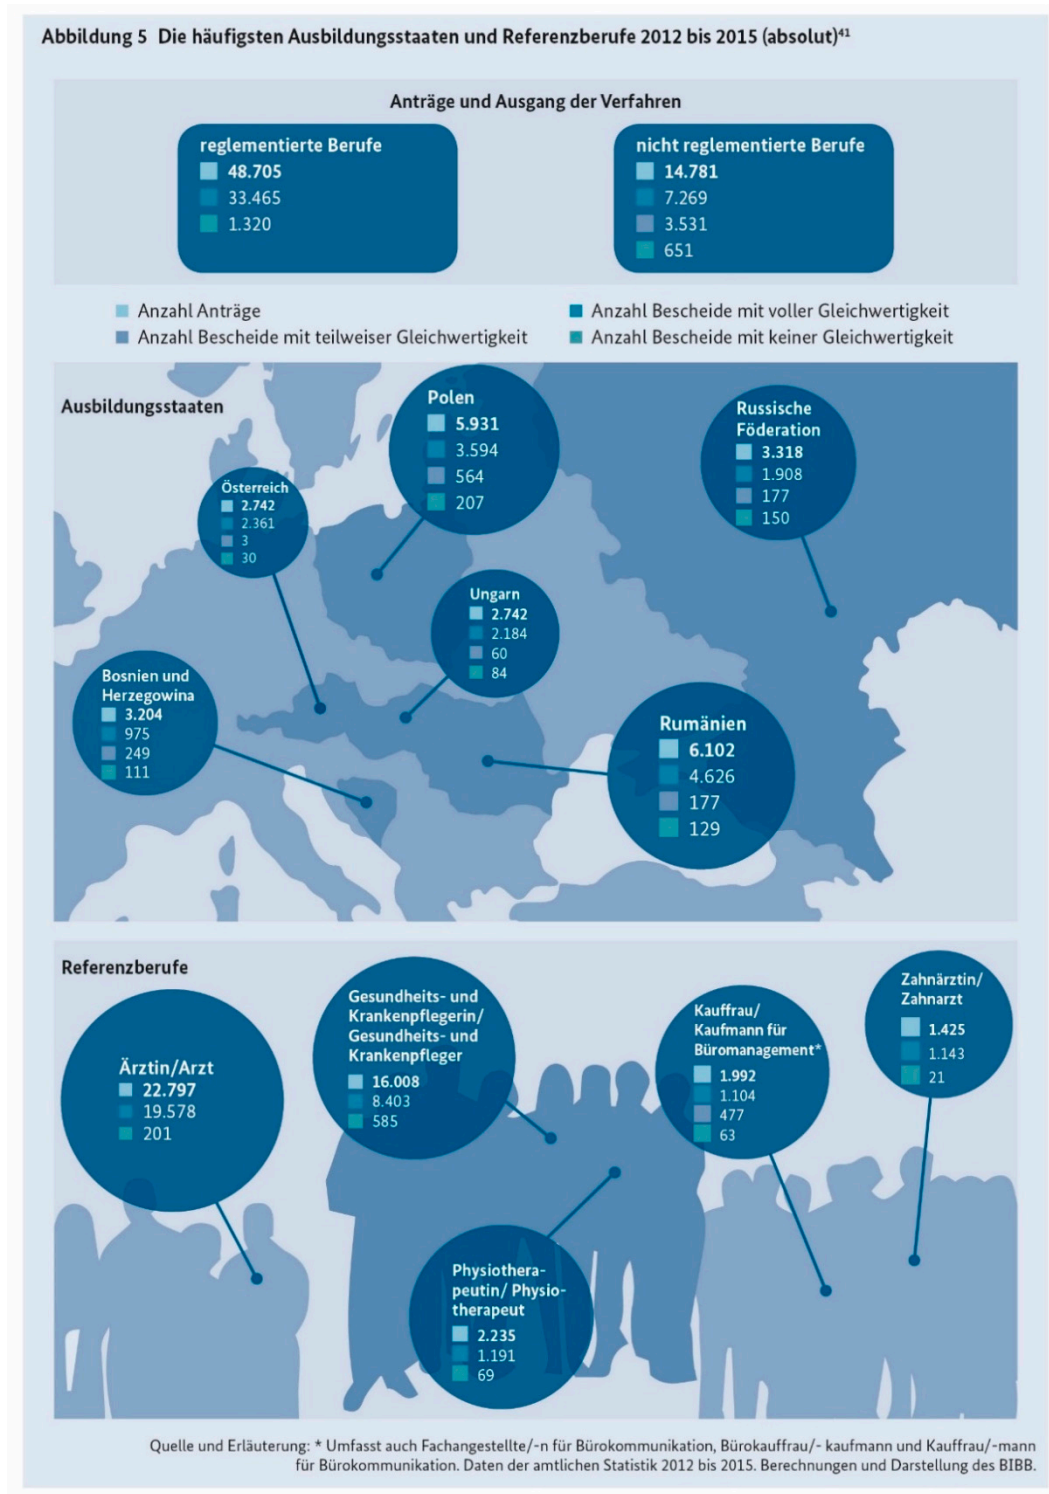 Abbildung 5 Die häufigsten Ausbildungsstaaten und Referenzberufe 2012 bis 2015 (absolut)⁴¹
Anträge und Ausgang der Verfahren
reglementierte Berufe
48.705
33.465
1.320
nicht reglementierte Berufe
14.781
7.269
3.531
651
Anzahl Anträge
Anzahl Bescheide mit voller Gleichwertigkeit
Anzahl Bescheide mit teilweiser Gleichwertigkeit
Anzahl Bescheide mit keiner Gleichwertigkeit
Ausbildungsstaaten
Polen
5.931
3.594
564
207
Russische
Föderation
3.318
1.908
177
150
Österreich
2.742
2.361
3
30
Ungarn
2.742
2.184
60
84
Bosnien und
Herzegowina
3.204
975
249
111
Rumänien
6.102
4.626
177
129
Referenzberufe
Ärztin/Arzt
22.797
19.578
201
Gesundheits- und
Krankenpflegerin/
Gesundheits- und
Krankenpfleger
16.008
8.403
585
Kauffrau/
Kaufmann für
Büromanagement*
1.992
1.104
477
63
Zahnärztin/
Zahnarzt
1.425
1.143
21
Physiothera-
peutin/ Physio-
therapeut
2.235
1.191
69
Quelle und Erläuterung: * Umfasst auch Fachangestellte/-n für Bürokommunikation, Bürokauffrau/- kaufmann und Kauffrau/-mann
für Bürokommunikation. Daten der amtlichen Statistik 2012 bis 2015. Berechnungen und Darstellung des BIBB.